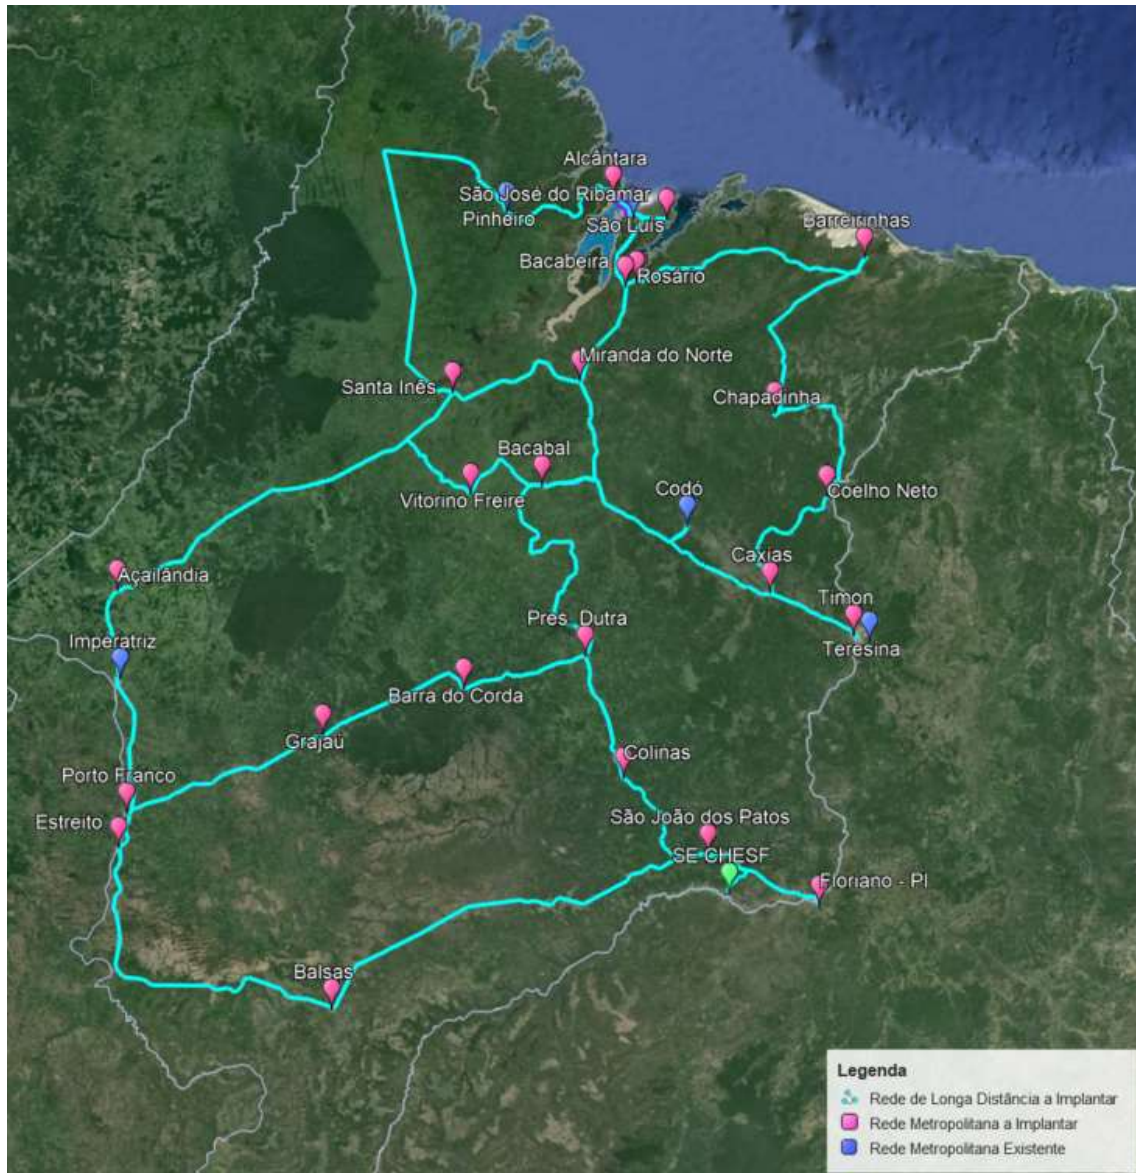 Alcântara
São José do Ribamar
Pinheiro
São Luís
Barreirinhas
Bacabeira
Rosário
Miranda do Norte
Santa Inês
Chapadinha
Bacabal
Vitorino Freire
Codó
Coelho Neto
Caxias
Açailândia
Timon
Pres. Dutra
Imperatriz
Teresina
Barra do Corda
Grajaú
Colinas
Porto Franco
Estreito
São João dos Patos
SE CHESF
Floriano - PI
Balsas
Legenda
Rede de Longa Distância a Implantar
Rede Metropolitana a Implantar
Rede Metropolitana Existente